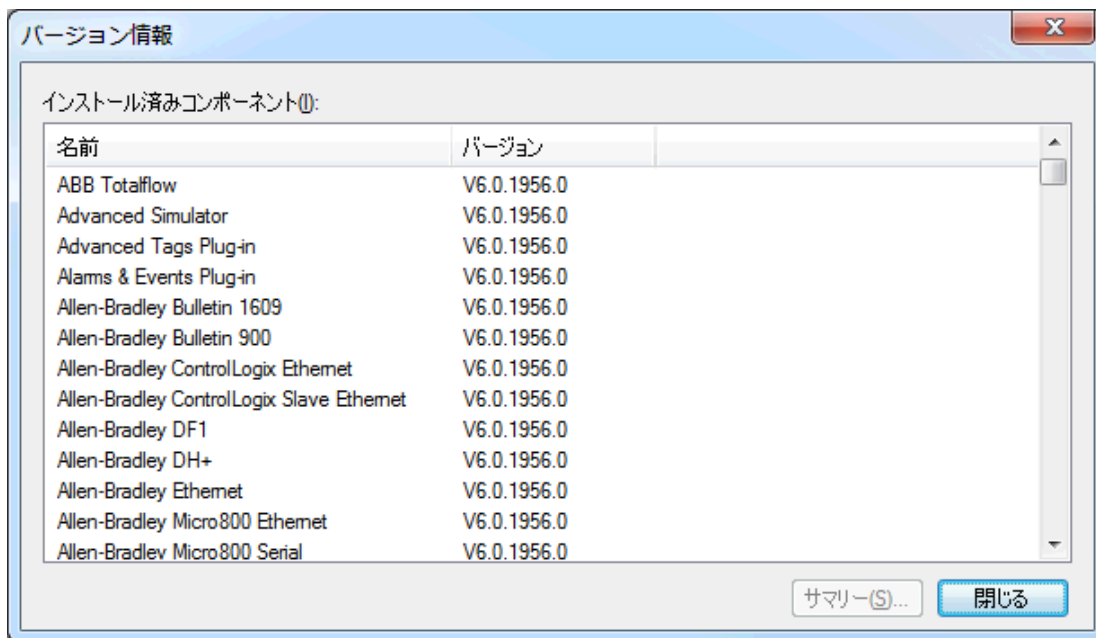 バージョン情報
インストール済みコンポーネント(I):
名前 バージョン
ABB Totalflow V6.0.1956.0
Advanced Simulator V6.0.1956.0
Advanced Tags Plug-in V6.0.1956.0
Alarms & Events Plug-in V6.0.1956.0
Allen-Bradley Bulletin 1609 V6.0.1956.0
Allen-Bradley Bulletin 900 V6.0.1956.0
Allen-Bradley ControlLogix Ethernet V6.0.1956.0
Allen-Bradley ControlLogix Slave Ethernet V6.0.1956.0
Allen-Bradley DF1 V6.0.1956.0
Allen-Bradley DH+ V6.0.1956.0
Allen-Bradley Ethernet V6.0.1956.0
Allen-Bradley Micro800 Ethernet V6.0.1956.0
Allen-Bradley Micro800 Serial V6.0.1956.0
サマリー(S)... 閉じる